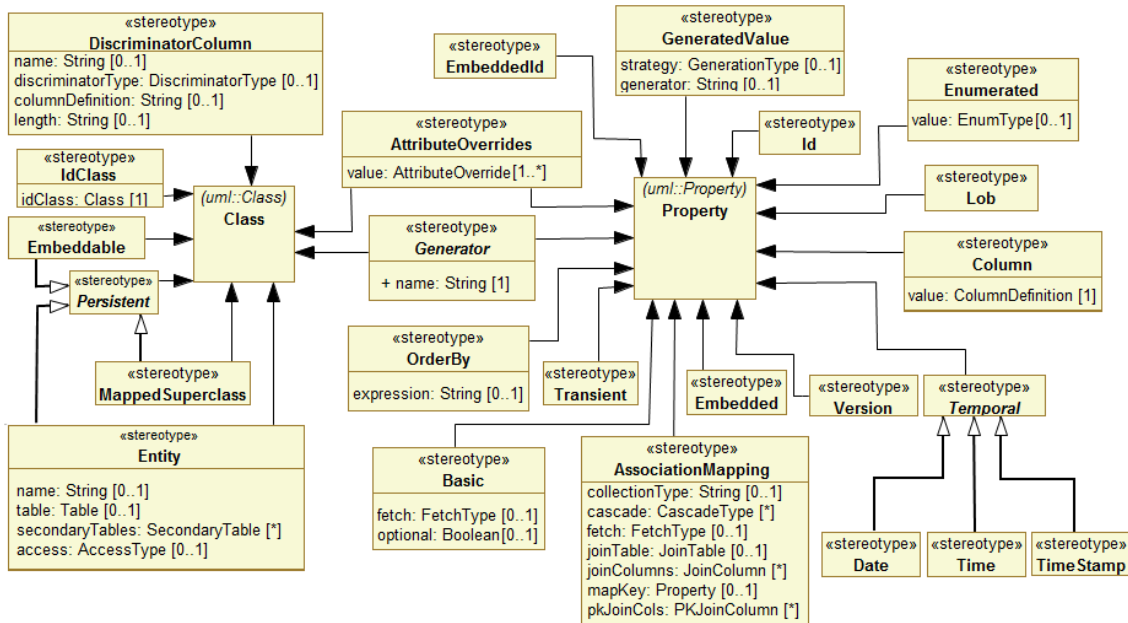 «stereotype»
DiscriminatorColumn
name: String [0..1]
discriminatorType: DiscriminatorType [0..1]
columnDefinition: String [0..1]
length: String [0..1]
«stereotype»
IdClass
idClass: Class [1]
«stereotype»
Embeddable
«stereotype»
Persistent
(uml::Class)
Class
«stereotype»
MappedSuperclass
«stereotype»
Entity
name: String [0..1]
table: Table [0..1]
secondaryTables: SecondaryTable [*]
access: AccessType [0..1]
«stereotype»
EmbeddedId
«stereotype»
AttributeOverrides
value: AttributeOverride[1..*]
«stereotype»
Generator
+ name: String [1]
«stereotype»
OrderBy
expression: String [0..1]
«stereotype»
Transient
«stereotype»
Basic
fetch: FetchType [0..1]
optional: Boolean[0..1]
«stereotype»
GeneratedValue
strategy: GenerationType [0..1]
generator: String [0..1]
«stereotype»
Id
(uml::Property)
Property
«stereotype»
Enumerated
value: EnumType[0..1]
«stereotype»
Lob
«stereotype»
Column
value: ColumnDefinition [1]
«stereotype»
Embedded
«stereotype»
Version
«stereotype»
Temporal
«stereotype»
AssociationMapping
collectionType: String [0..1]
cascade: CascadeType [*]
fetch: FetchType [0..1]
joinTable: JoinTable [0..1]
joinColumns: JoinColumn [*]
mapKey: Property [0..1]
pkJoinCols: PKJoinColumn [*]
«stereotype»
Date
«stereotype»
Time
«stereotype»
TimeStamp